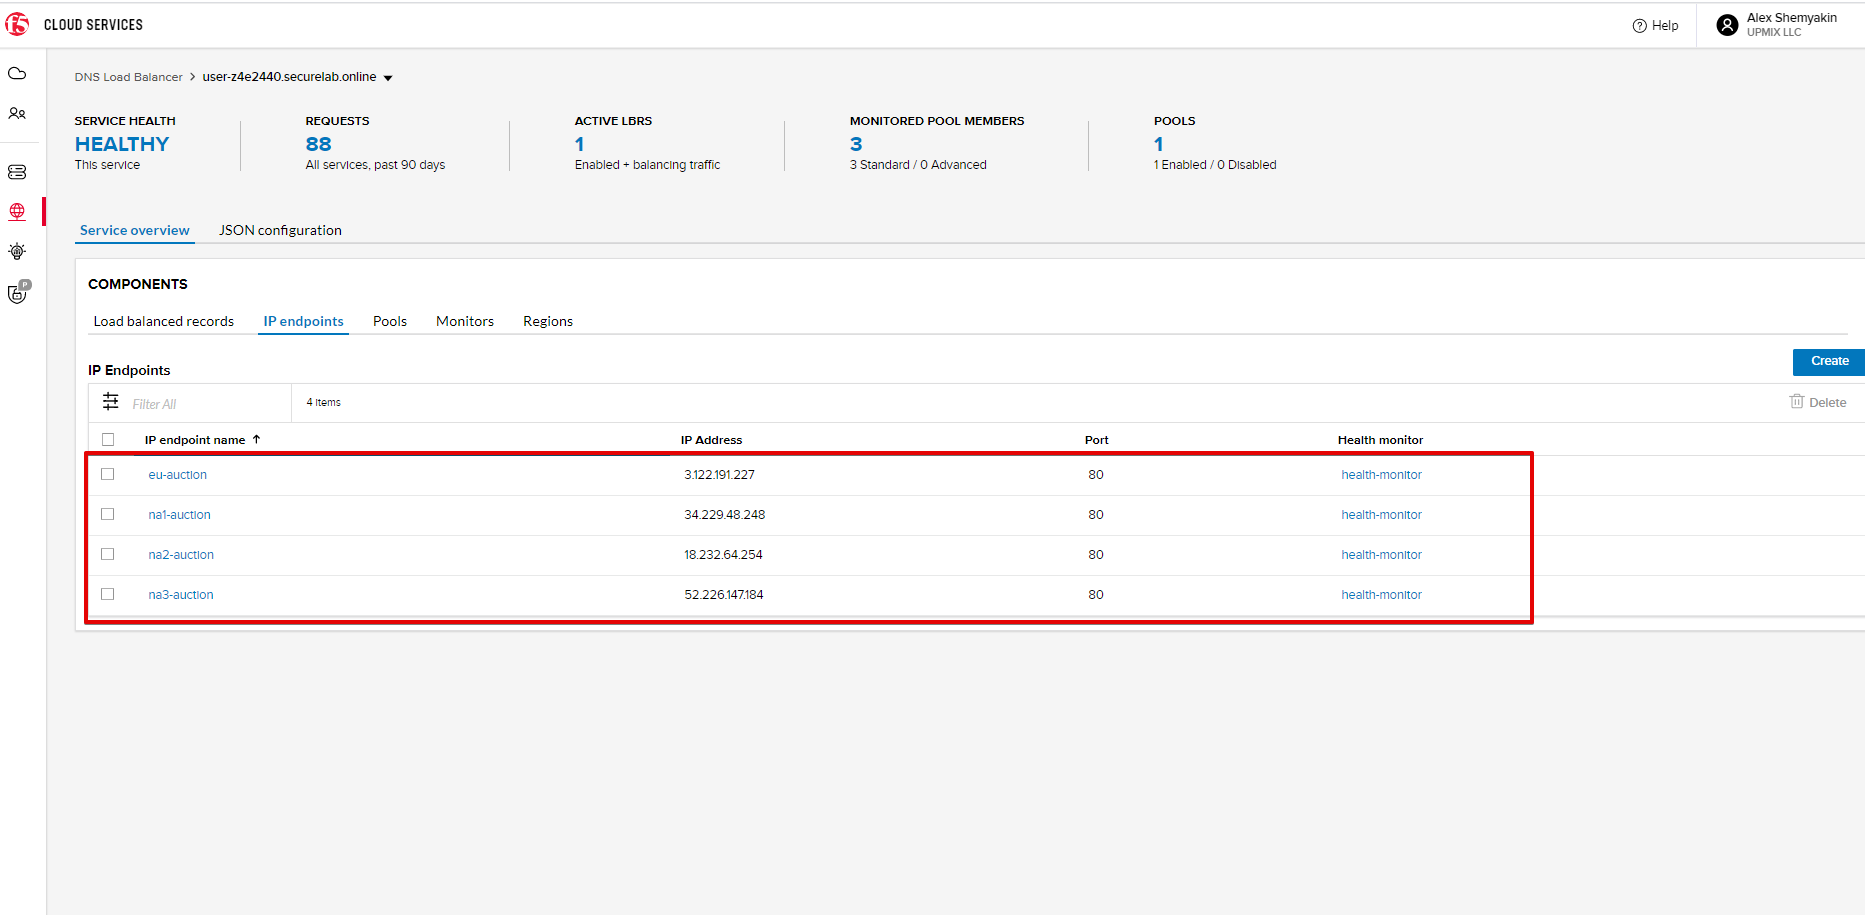 f5 CLOUD SERVICES
Help
Alex Shemyakin
UPMIX LLC
DNS Load Balancer > user-z4e2440.securelab.online
SERVICE HEALTH
HEALTHY
This service
REQUESTS
88
All services, past 90 days
ACTIVE LBRS
1
Enabled + balancing traffic
MONITORED POOL MEMBERS
3
3 Standard / 0 Advanced
POOLS
1
1 Enabled / 0 Disabled
Service overview JSON configuration
P
COMPONENTS
Load balanced records IP endpoints Pools Monitors Regions
Create
IP Endpoints
Filter All 4 Items Delete
IP endpoint name ↑ IP Address Port Health monitor
eu-auction 3.122.191.227 80 health-monitor
na1-auction 34.229.48.248 80 health-monitor
na2-auction 18.232.64.254 80 health-monitor
na3-auction 52.226.147.184 80 health-monitor